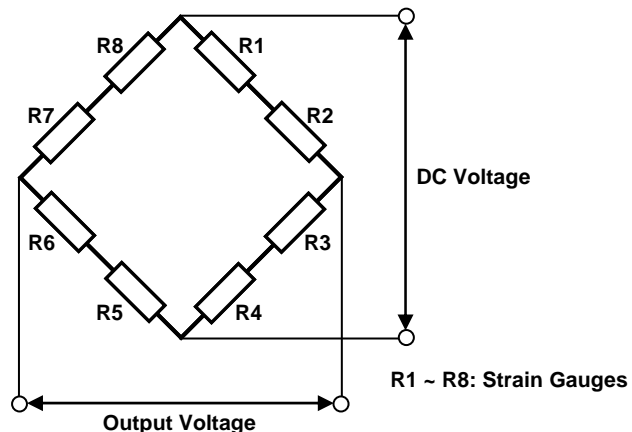 R8
R1
R7
R2
DC Voltage
R6
R3
R5
R4
R1 ~ R8: Strain Gauges
Output Voltage